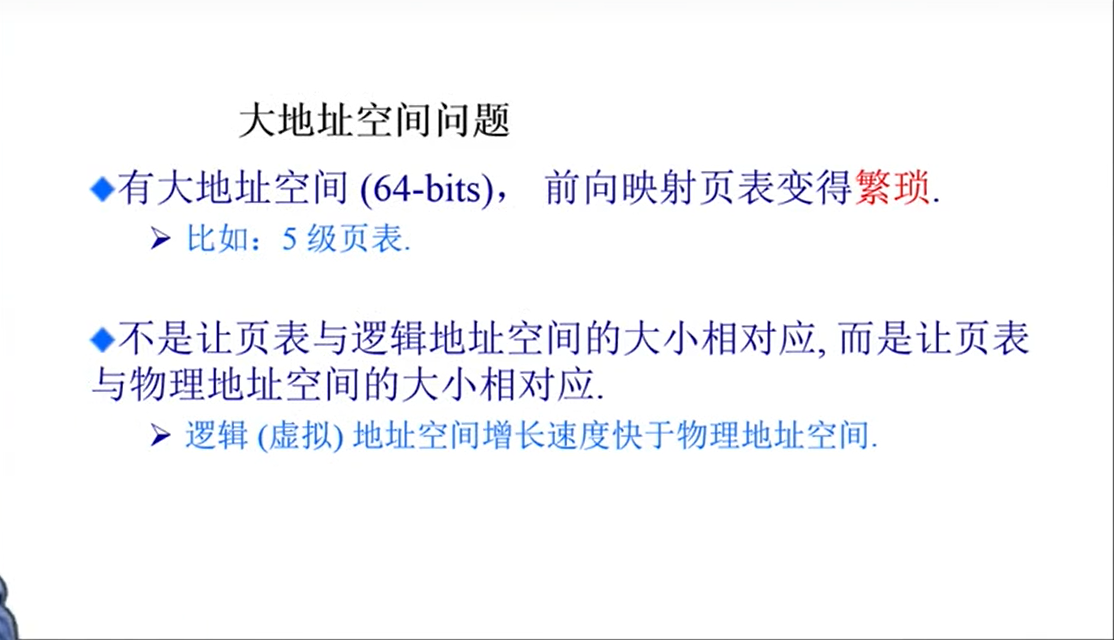 大地址空间问题
有大地址空间 (64-bits)， 前向映射页表变得繁琐.
比如：5 级页表.
不是让页表与逻辑地址空间的大小相对应, 而是让页表
与物理地址空间的大小相对应.
逻辑 (虚拟) 地址空间增长速度快于物理地址空间.